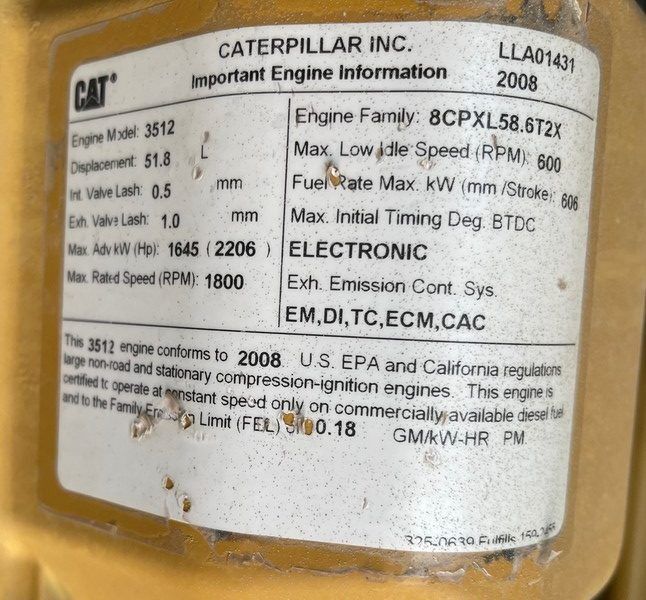 CATERPILLAR INC.
LLA01431
CAT®
Important Engine Information
2008
Engine Model: 3512
Displacement: 51.8 L
Int. Valve Lash: 0.5 mm
Exh. Valve Lash: 1.0 mm
Max. Adv kW (Hp): 1645 ( 2206 )
Max. Rated Speed (RPM): 1800
Engine Family: 8CPXL58.6T2X
Max. Low Idle Speed (RPM): 600
Fuel Rate Max. kW (mm /Stroke): 606
Max. Initial Timing Deg. BTDC
ELECTRONIC
Exh. Emission Cont. Sys.
EM,DI,TC,ECM,CAC
This 3512 engine conforms to 2008 U.S. EPA and California regulations
large non-road and stationary compression-ignition engines. This engine is
certified to operate at constant speed only on commercially available diesel fuel
and to the Family Emission Limit (FEL) of 0.18 GM/kW-HR PM
325-0639 Fulfills